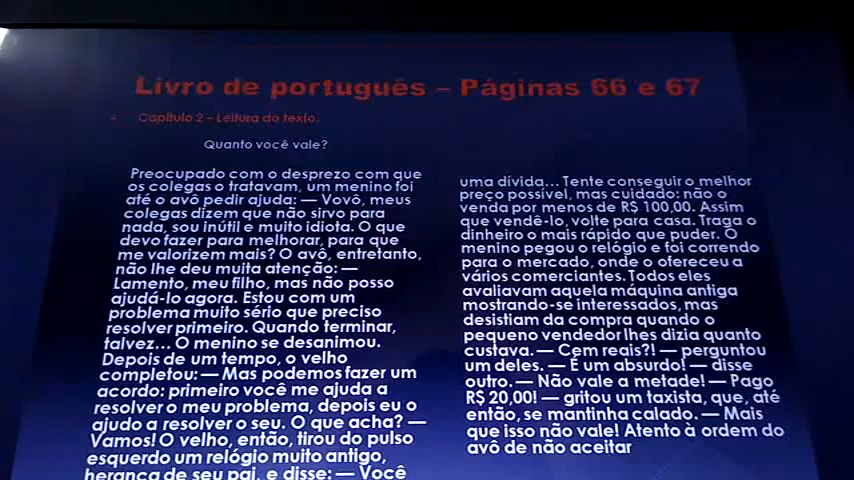 Livro de português – Páginas 66 e 67
Capítulo 2 – Leitura do texto.
Quanto você vale?
Preocupado com o desprezo com que
os colegas o tratavam, um menino foi
até o avô pedir ajuda: — Vovô, meus
colegas dizem que não sirvo para
nada, sou inútil e muito idiota. O que
devo fazer para melhorar, para que
me valorizem mais? O avô, entretanto,
não lhe deu muita atenção: —
Lamento, meu filho, mas não posso
ajudá-lo agora. Estou com um
problema muito sério que preciso
resolver primeiro. Quando terminar,
talvez... O menino se desanimou.
Depois de um tempo, o velho
completou: — Mas podemos fazer um
acordo: primeiro você me ajuda a
resolver o meu problema, depois eu o
ajudo a resolver o seu. O que acha? —
Vamos! O velho, então, tirou do pulso
esquerdo um relógio muito antigo,
herança de seu pai, e disse: — Você
uma dívida... Tente conseguir o melhor
preço possível, mas cuidado: não o
venda por menos de R$ 100,00. Assim
que vendê-lo, volte para casa. Traga o
dinheiro o mais rápido que puder. O
menino pegou o relógio e foi correndo
para o mercado, onde o ofereceu a
vários comerciantes. Todos eles
avaliavam aquela máquina antiga
mostrando-se interessados, mas
desistiam da compra quando o
pequeno vendedor lhes dizia quanto
custava. — Cem reais?! — perguntou
um deles. — É um absurdo! — disse
outro. — Não vale a metade! — Pago
R$ 20,00! — gritou um taxista, que, até
então, se mantinha calado. — Mais
que isso não vale! Atento à ordem do
avô de não aceitar